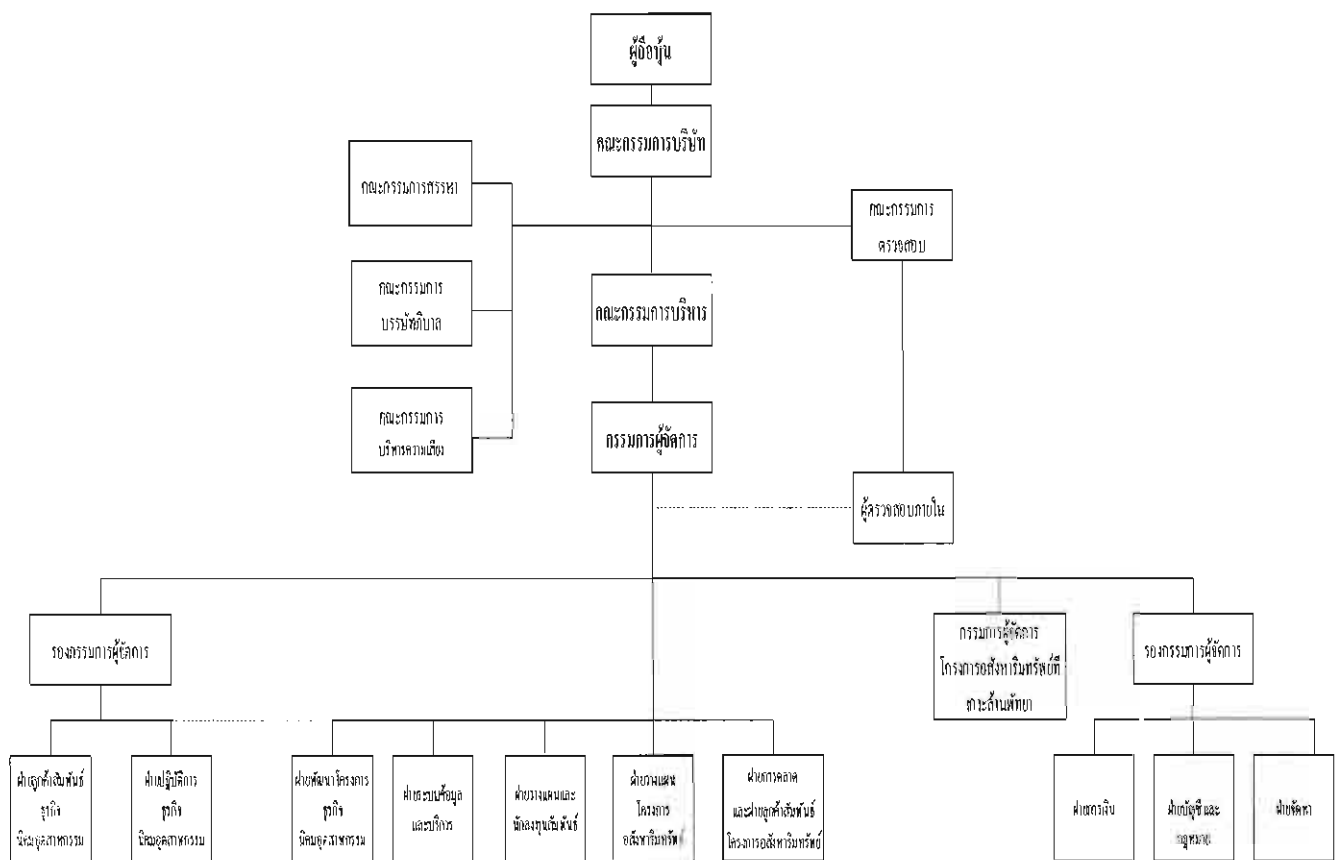 ผู้ถือหุ้น
คณะกรรมการบริษัท
คณะกรรมการสรรหา
คณะกรรมการ
ตรวจสอบ
คณะกรรมการ
บรรษัทภิบาล
คณะกรรมการบริหาร
คณะกรรมการ
บริหารความเสี่ยง
กรรมการผู้จัดการ
ผู้ตรวจสอบภายใน
รองกรรมการผู้จัดการ
กรรมการผู้จัดการ
โครงการอสังหาริมทรัพย์ที่
เกาะล้านพัทยา
รองกรรมการผู้จัดการ
ฝ่ายลูกค้าสัมพันธ์
ธุรกิจ
นิคมอุตสาหกรรม
ฝ่ายปฏิบัติการ
ธุรกิจ
นิคมอุตสาหกรรม
ฝ่ายพัฒนาโครงการ
ธุรกิจ
นิคมอุตสาหกรรม
ฝ่ายระบบข้อมูล
และบริการ
ฝ่ายวางแผนและ
นักลงทุนสัมพันธ์
ฝ่ายวางแผน
โครงการ
อสังหาริมทรัพย์
ฝ่ายการตลาด
และฝ่ายลูกค้าสัมพันธ์
โครงการอสังหาริมทรัพย์
ฝ่ายการเงิน
ฝ่ายบัญชีและ
กฎหมาย
ฝ่ายจัดหา